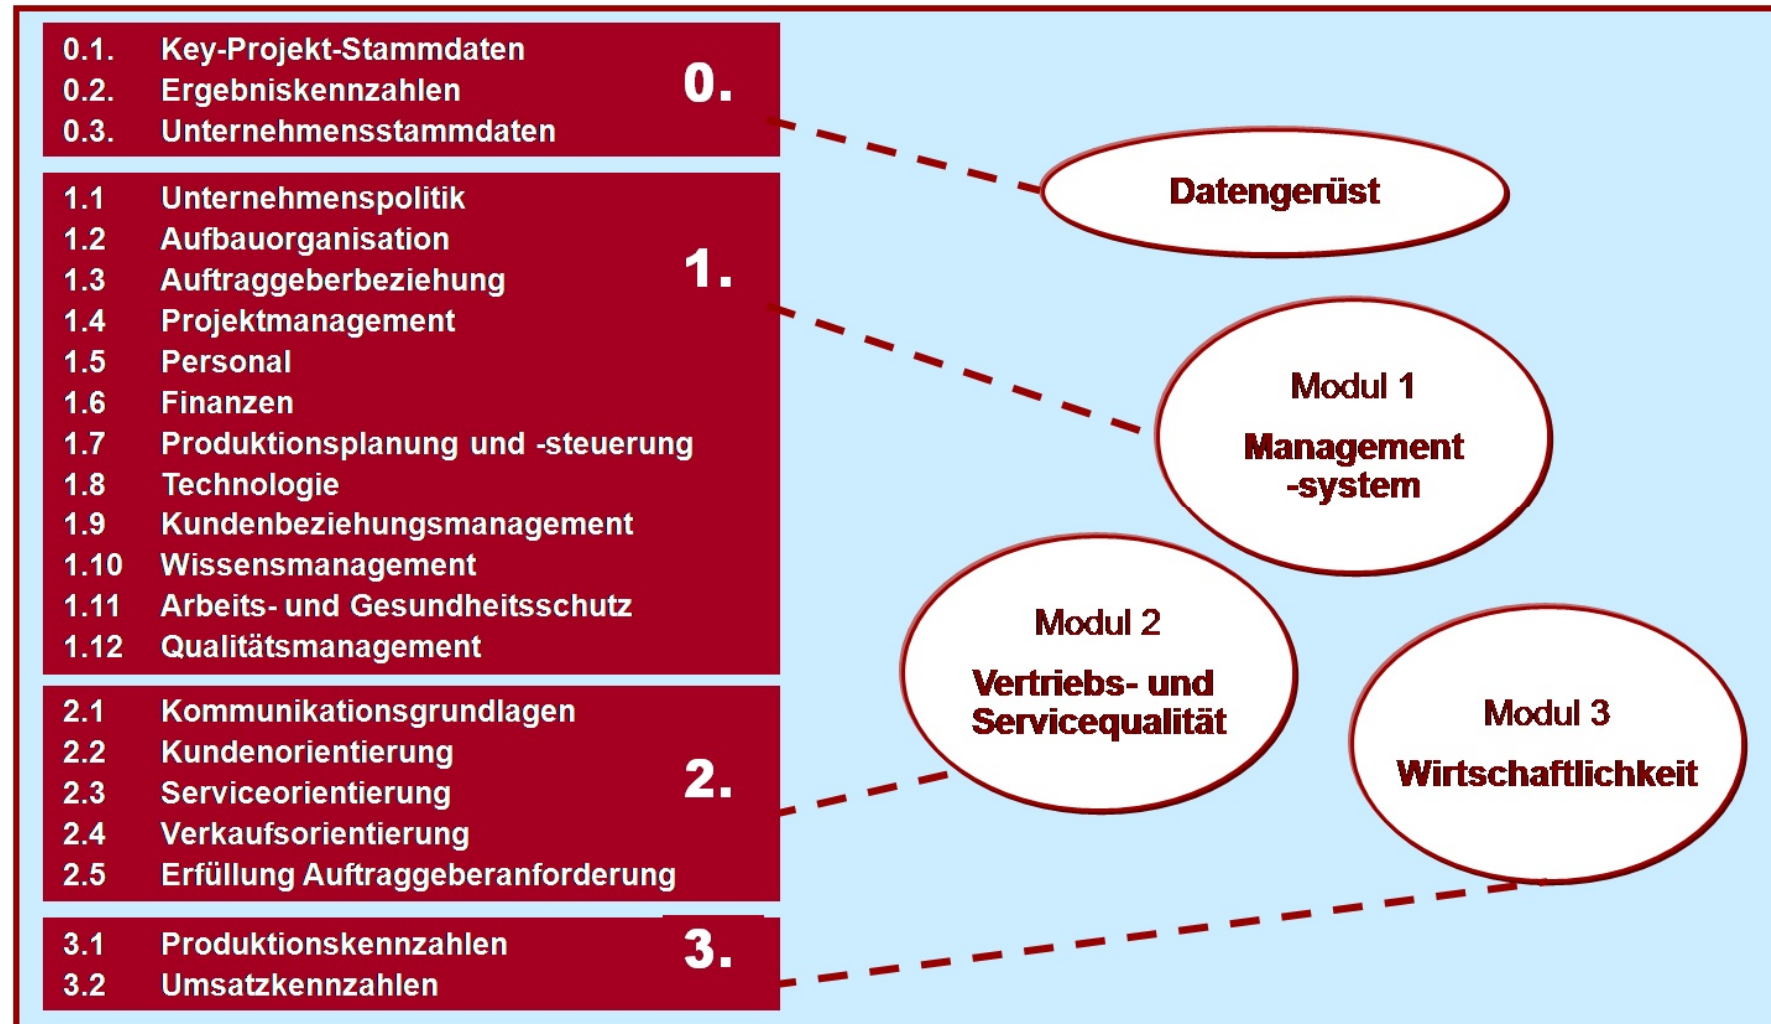 0.1. Key-Projekt-Stammdaten
0.2. Ergebniskennzahlen
0.3. Unternehmensstammdaten
0.
1.1 Unternehmenspolitik
1.2 Aufbauorganisation
1.3 Auftraggeberbeziehung
1.4 Projektmanagement
1.5 Personal
1.6 Finanzen
1.7 Produktionsplanung und -steuerung
1.8 Technologie
1.9 Kundenbeziehungsmanagement
1.10 Wissensmanagement
1.11 Arbeits- und Gesundheitsschutz
1.12 Qualitätsmanagement
1.
2.1 Kommunikationsgrundlagen
2.2 Kundenorientierung
2.3 Serviceorientierung
2.4 Verkaufsorientierung
2.5 Erfüllung Auftraggeberanforderung
2.
3.1 Produktionskennzahlen
3.2 Umsatzkennzahlen
3.
Datengerüst
Modul 1
Management
-system
Modul 2
Vertriebs- und
Servicequalität
Modul 3
Wirtschaftlichkeit